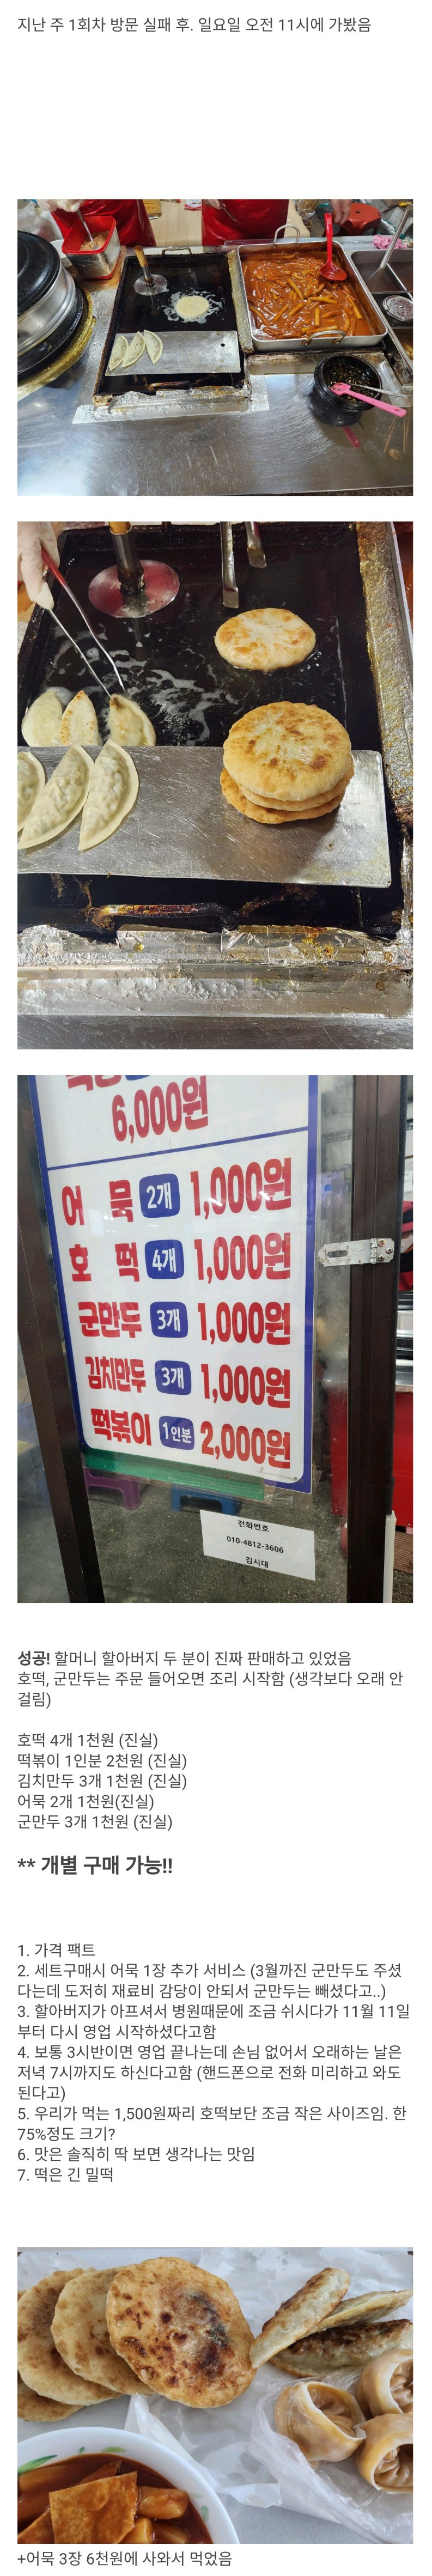 지난 주 1회차 방문 실패 후. 일요일 오전 11시에 가봤음
6,000원
어 묵 2개 1,000원
호 떡 4개 1,000원
군만두 3개 1,000원
김치만두 3개 1,000원
떡볶이 1인분 2,000원
전화번호
010-4812-3606
김시대
성공! 할머니 할아버지 두 분이 진짜 판매하고 있었음
호떡, 군만두는 주문 들어오면 조리 시작함 (생각보다 오래 안
걸림)
호떡 4개 1천원 (진실)
떡볶이 1인분 2천원 (진실)
김치만두 3개 1천원 (진실)
어묵 2개 1천원(진실)
군만두 3개 1천원 (진실)
** 개별 구매 가능!!
1. 가격 팩트
2. 세트구매시 어묵 1장 추가 서비스 (3월까진 군만두도 주셨
다는데 도저히 재료비 감당이 안되서 군만두는 빼셨다고..)
3. 할아버지가 아프셔서 병원때문에 조금 쉬시다가 11월 11일
부터 다시 영업 시작하셨다고함
4. 보통 3시반이면 영업 끝나는데 손님 없어서 오래하는 날은
저녁 7시까지도 하신다고함 (핸드폰으로 전화 미리하고 와도
된다고)
5. 우리가 먹는 1,500원짜리 호떡보단 조금 작은 사이즈임. 한
75%정도 크기?
6. 맛은 솔직히 딱 보면 생각나는 맛임
7. 떡은 긴 밀떡
+어묵 3장 6천원에 사와서 먹었음